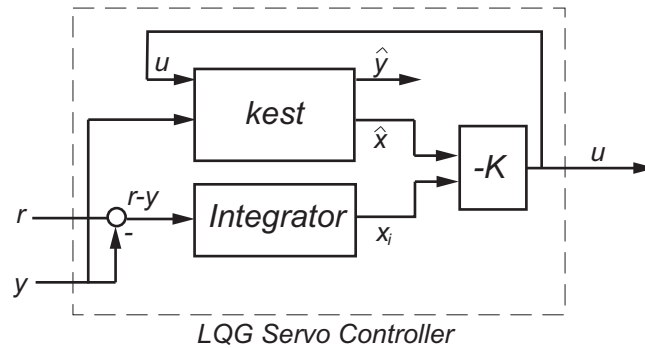 u
ŷ
kest
x̂
-K
u
r
r-y
-
Integrator
xᵢ
y
LQG Servo Controller